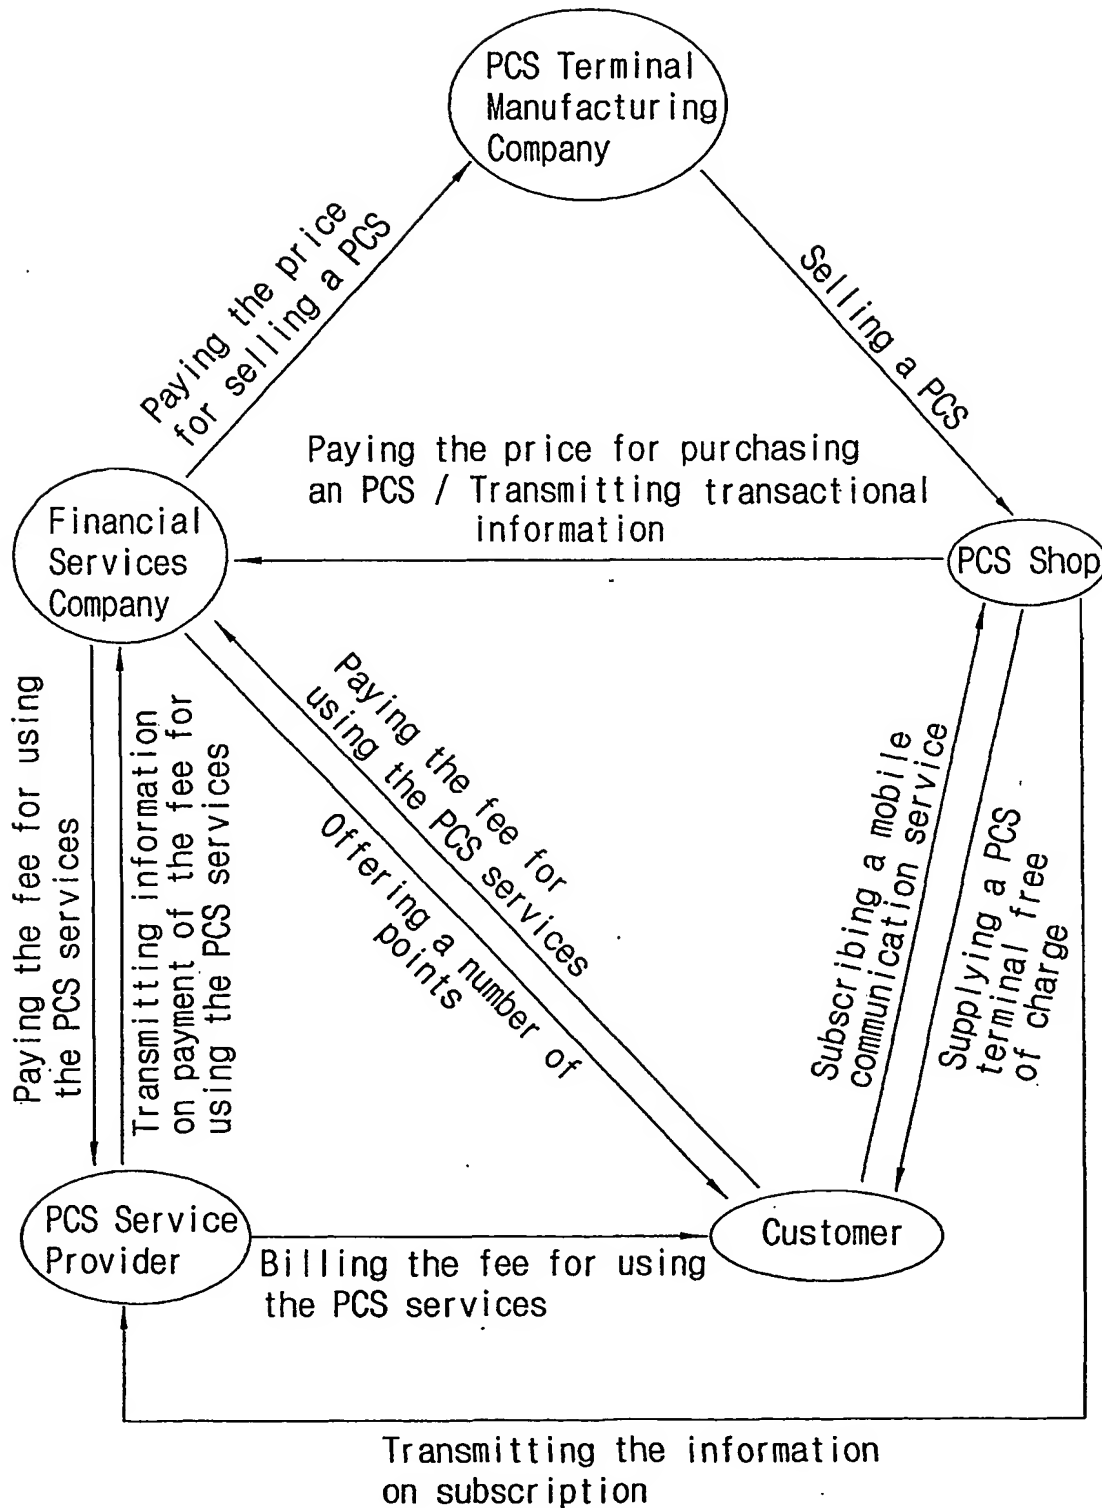 PCS Terminal
Manufacturing
Company
Paying the price
for selling a PCS
Selling a PCS
Paying the price for purchasing
an PCS / Transmitting transactional
information
Financial
Services
Company
PCS Shop
Paying the fee for using
the PCS services
Transmitting information
on payment of the fee for
using the PCS services
Paying the fee for
using the PCS services
Offering a number of
points
Subscribing a mobile
communication service
Supplying a PCS
terminal free
of charge
PCS Service
Provider
Customer
Billing the fee for using
the PCS services
Transmitting the information
on subscription